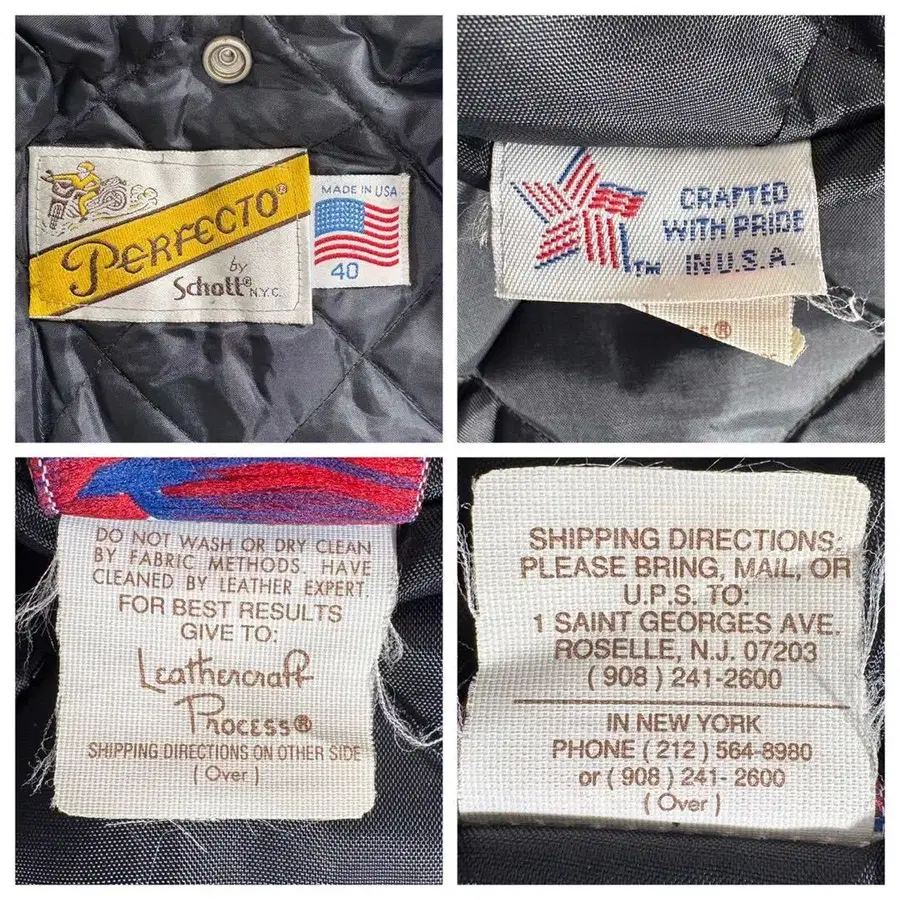 PERFECTO®
by
Schott® N.Y.C.
MADE IN USA
40
CRAFTED
WITH PRIDE
IN U.S.A.
TM
ss®
DO NOT WASH OR DRY CLEAN
BY FABRIC METHODS. HAVE
CLEANED BY LEATHER EXPERT.
FOR BEST RESULTS
GIVE TO:
Leathercraft
Process®
SHIPPING DIRECTIONS ON OTHER SIDE
( Over )
SHIPPING DIRECTIONS:
PLEASE BRING, MAIL, OR
U.P.S. TO:
1 SAINT GEORGES AVE.
ROSELLE, N.J. 07203
( 908 ) 241-2600
IN NEW YORK
PHONE ( 212 ) 564-8980
or ( 908 ) 241- 2600
( Over )